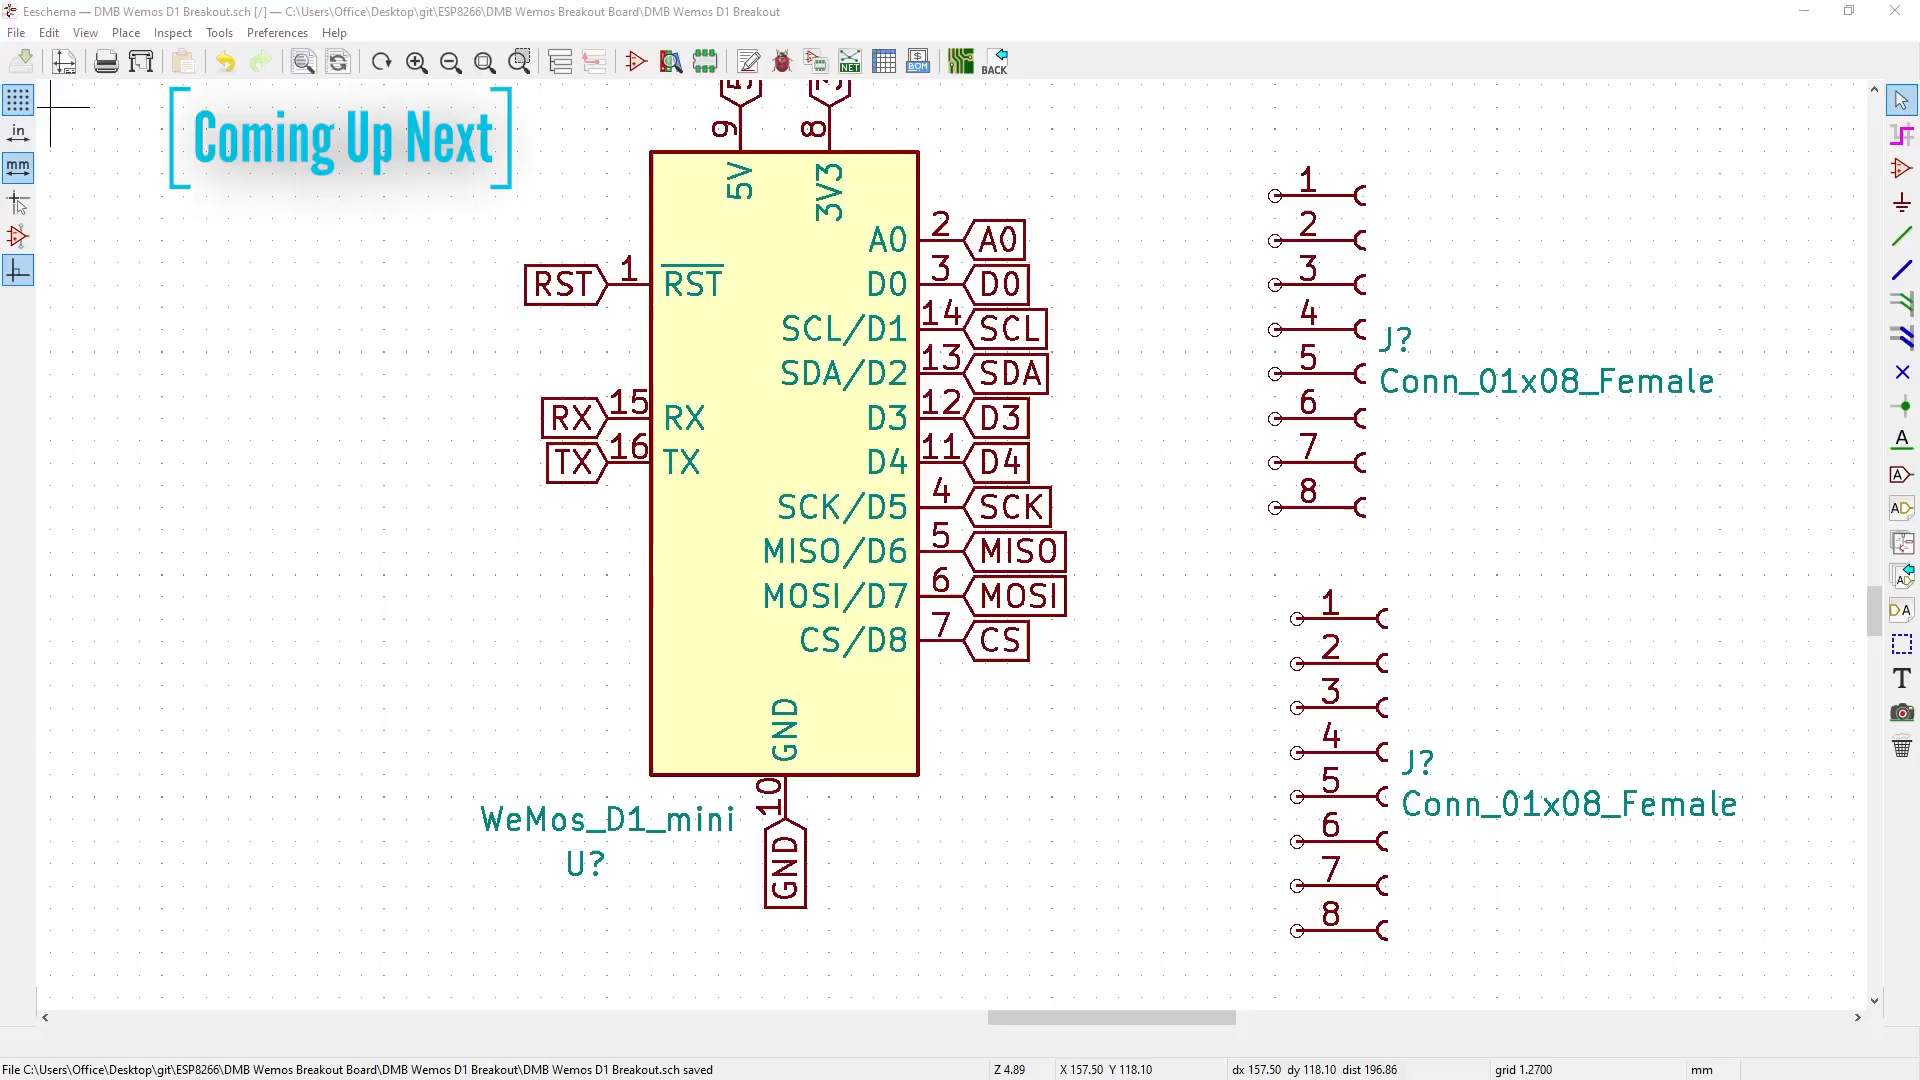 Eeschema — DMB Wemos D1 Breakout.sch [/] — C:\Users\Office\Desktop\git\ESP8266\DMB Wemos Breakout Board\DMB Wemos D1 Breakout
File Edit View Place Inspect Tools Preferences Help
NET
BOM
BACK
in
mm
Coming Up Next
9
8
5V
3V3
RST 1 RST
RX 15 RX
TX 16 TX
A0 2 A0
D0 3 D0
SCL/D1 14 SCL
SDA/D2 13 SDA
D3 12 D3
D4 11 D4
SCK/D5 4 SCK
MISO/D6 5 MISO
MOSI/D7 6 MOSI
CS/D8 7 CS
GND
10
GND
WeMos_D1_mini
U?
1
2
3
4
5
6
7
8
J?
Conn_01x08_Female
1
2
3
4
5
6
7
8
J?
Conn_01x08_Female
A
A
AD
AD
DA
T
File C:\Users\Office\Desktop\git\ESP8266\DMB Wemos Breakout Board\DMB Wemos D1 Breakout\DMB Wemos D1 Breakout.sch saved
Z 4.89
X 157.50 Y 118.10
dx 157.50 dy 118.10 dist 196.86
grid 1.2700
mm